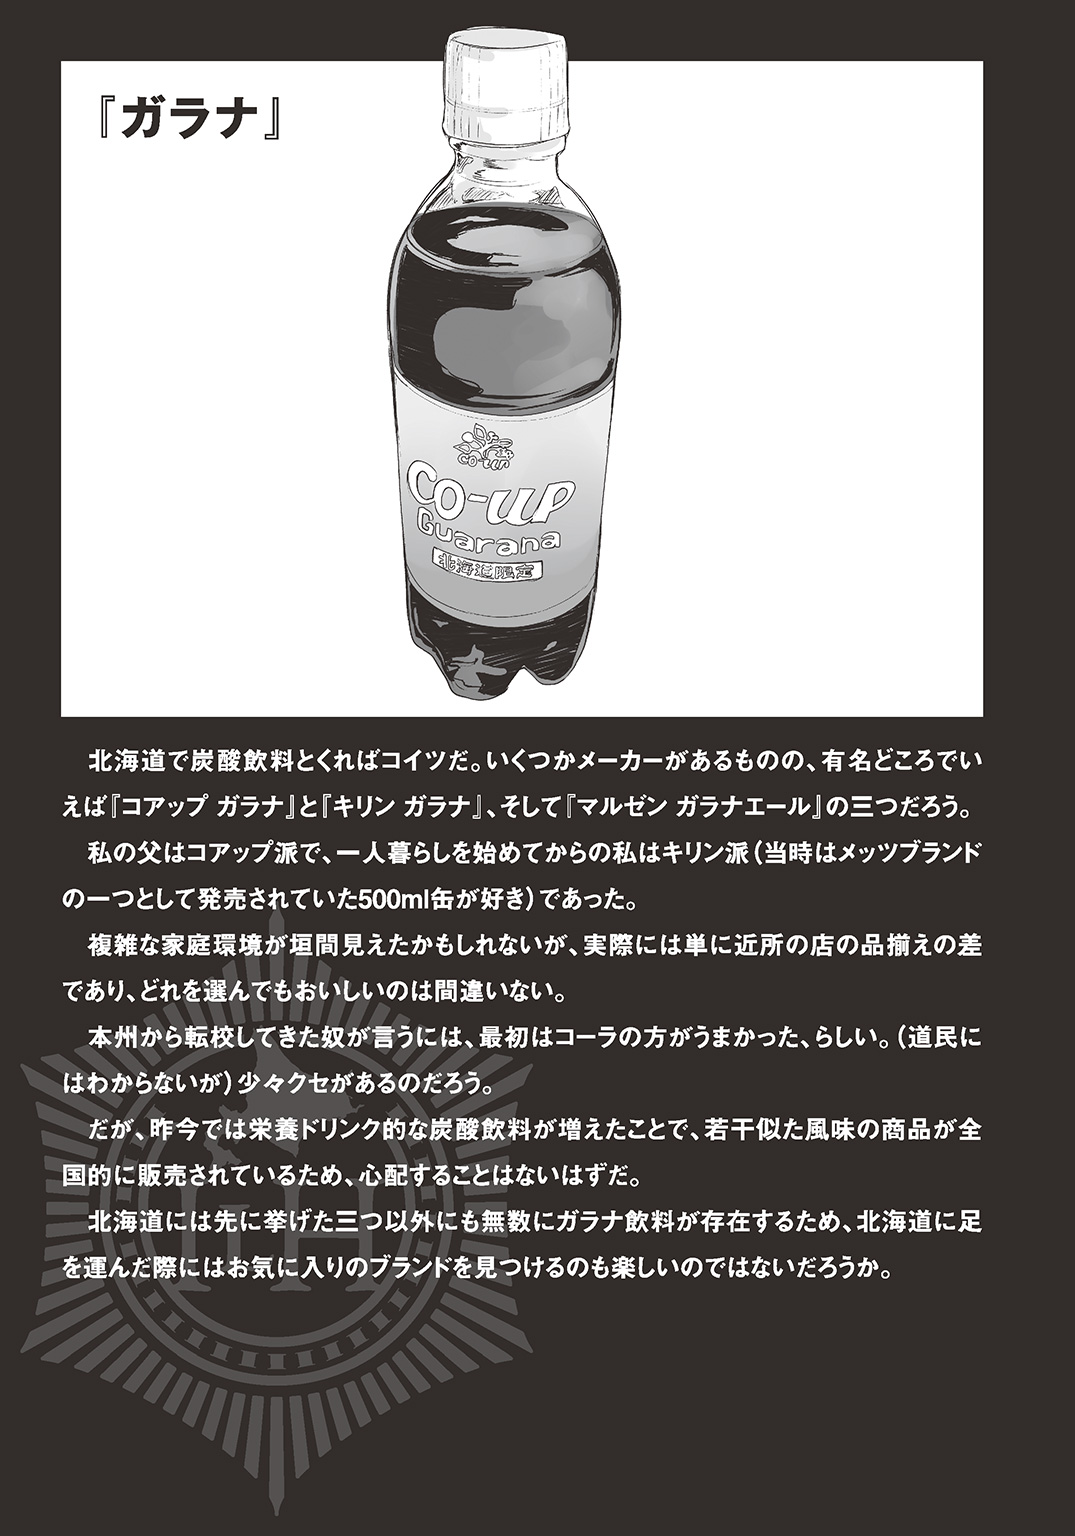 『ガラナ』
co-up
Co-up
Guarana
北海道限定
北海道で炭酸飲料とくればコイツだ。いくつかメーカーがあるものの、有名どころでい
えば『コアップ ガラナ』と『キリン ガラナ』、そして『マルゼン ガラナエール』の三つだろう。
私の父はコアップ派で、一人暮らしを始めてからの私はキリン派（当時はメッツブランド
の一つとして発売されていた500ml缶が好き）であった。
複雑な家庭環境が垣間見えたかもしれないが、実際には単に近所の店の品揃えの差
であり、どれを選んでもおいしいのは間違いない。
本州から転校してきた奴が言うには、最初はコーラの方がうまかった、らしい。（道民に
はわからないが）少々クセがあるのだろう。
だが、昨今では栄養ドリンク的な炭酸飲料が増えたことで、若干似た風味の商品が全
国的に販売されているため、心配することはないはずだ。
北海道には先に挙げた三つ以外にも無数にガラナ飲料が存在するため、北海道に足
を運んだ際にはお気に入りのブランドを見つけるのも楽しいのではないだろうか。